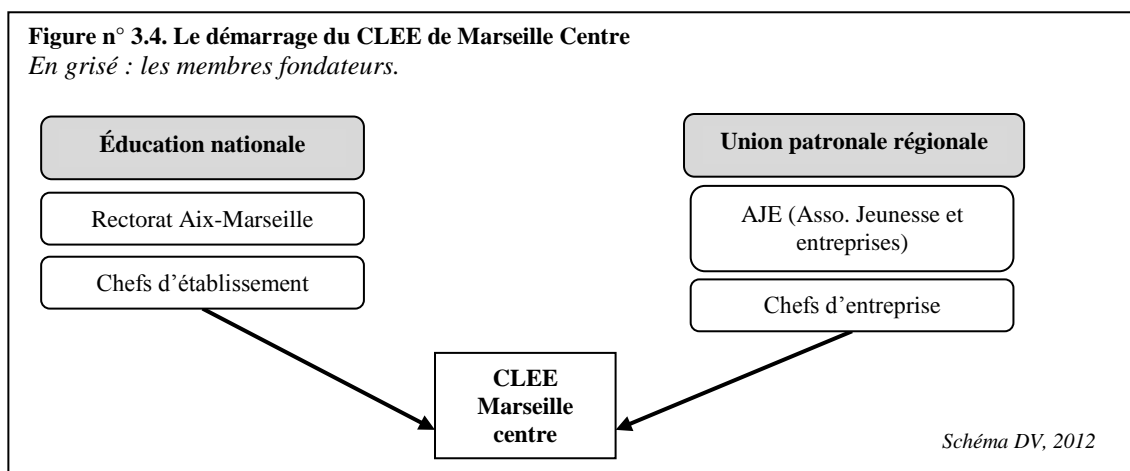 Figure n° 3.4. Le démarrage du CLEE de Marseille Centre
En grisé : les membres fondateurs.
Éducation nationale
Rectorat Aix-Marseille
Chefs d’établissement
Union patronale régionale
AJE (Asso. Jeunesse et
entreprises)
Chefs d’entreprise
CLEE
Marseille
centre
Schéma DV, 2012